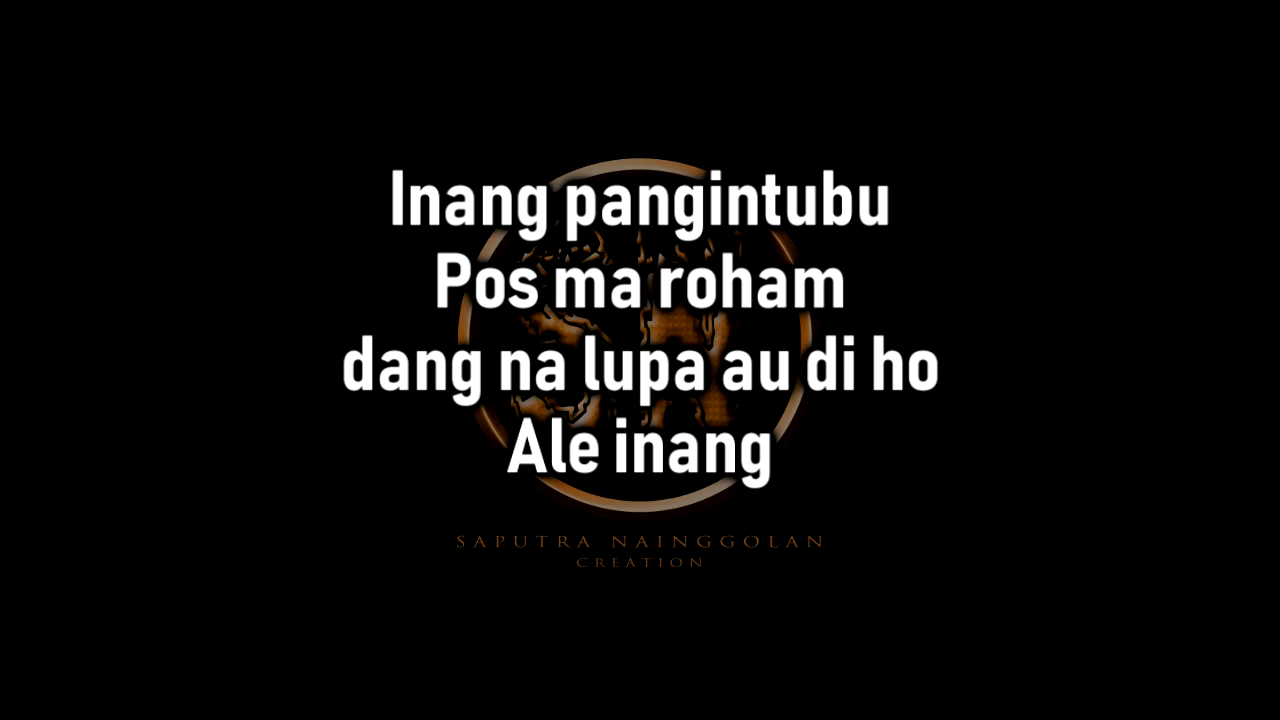 Inang pangintubu
Pos ma roham
dang na lupa au di ho
Ale inang
SAPUTRA NAINGGOLAN
CREATION